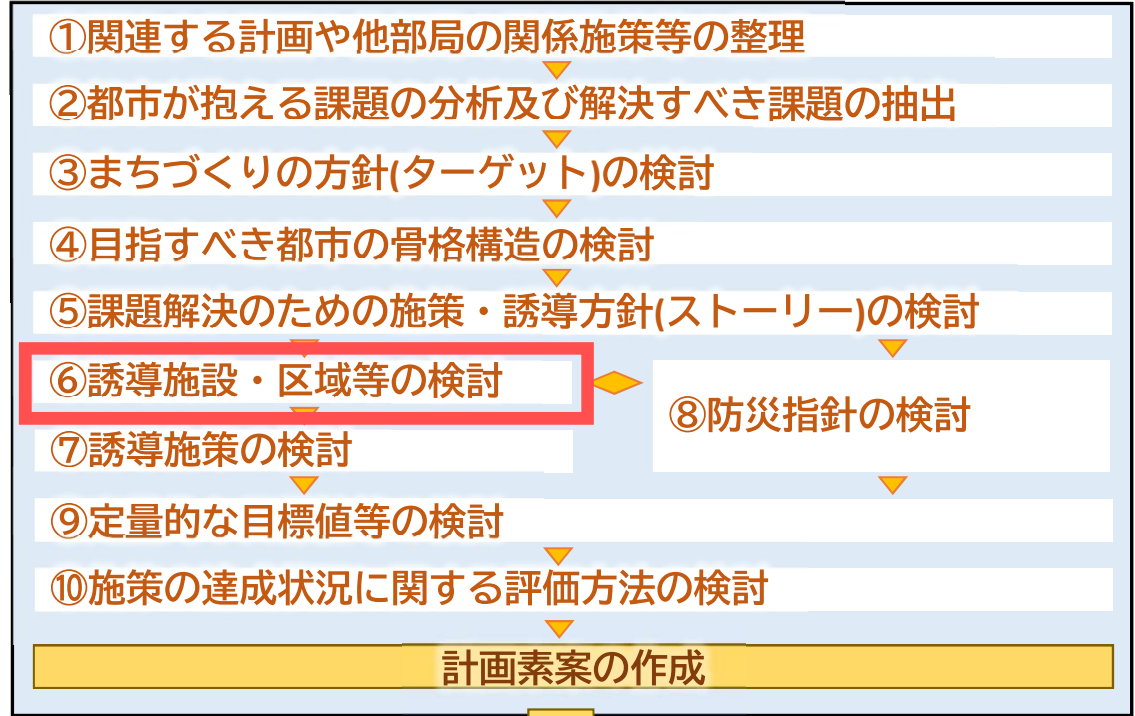 ①関連する計画や他部局の関係施策等の整理
②都市が抱える課題の分析及び解決すべき課題の抽出
③まちづくりの方針(ターゲット)の検討
④目指すべき都市の骨格構造の検討
⑤課題解決のための施策・誘導方針(ストーリー)の検討
⑥誘導施設・区域等の検討
⑧防災指針の検討
⑦誘導施策の検討
⑨定量的な目標値等の検討
⑩施策の達成状況に関する評価方法の検討
計画素案の作成